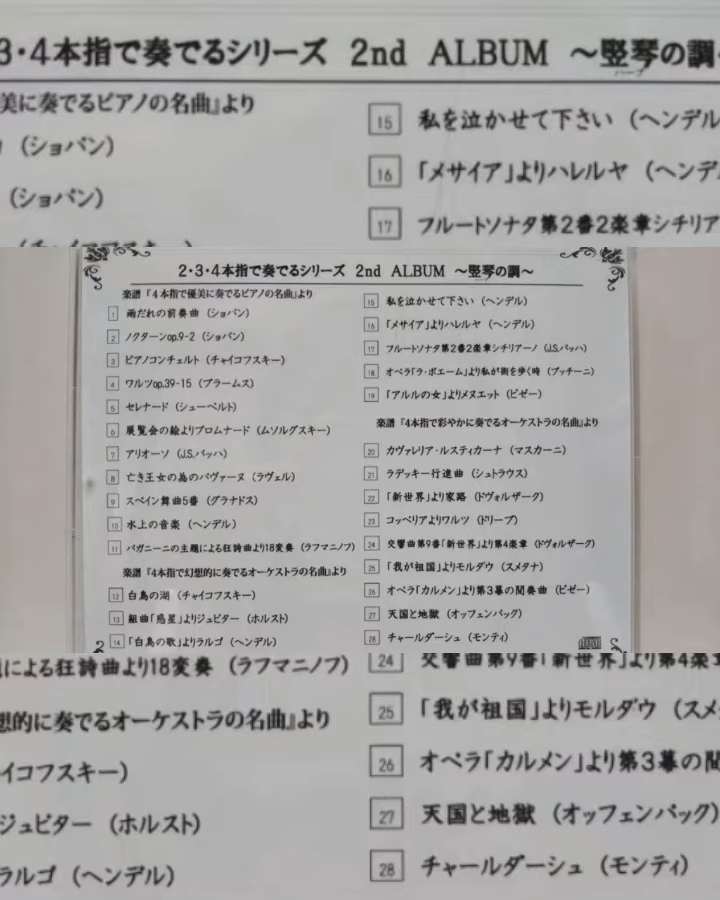 3・4本指で奏でるシリーズ 2nd ALBUM ～竪琴の調
美に奏でるピアノの名曲』より
（ショパン）
（ショパン）
15 私を泣かせて下さい（ヘンデル
16 「メサイア」よりハレルヤ（ヘンデ
17 フルートソナタ第2番2楽章シチリア
2・3・4本指で奏でるシリーズ 2nd ALBUM ～竪琴の調～
楽譜『4本指で優美に奏でるピアノの名曲』より
1 雨だれの前奏曲（ショパン）
2 ノクターンop.9-2（ショパン）
3 ピアノコンチェルト（チャイコフスキー）
4 ワルツop.39-15（ブラームス）
5 セレナード（シューベルト）
6 展覧会の絵よりプロムナード（ムソルグスキー）
7 アリオーソ（J.S.バッハ）
8 亡き王女の為のパヴァーヌ（ラヴェル）
9 スペイン舞曲5番（グラナドス）
10 水上の音楽（ヘンデル）
11 パガニーニの主題による狂詩曲より18変奏（ラフマニノフ）
楽譜『4本指で幻想的に奏でるオーケストラの名曲』より
12 白鳥の湖（チャイコフスキー）
13 組曲「惑星」よりジュピター（ホルスト）
14 「白鳥の歌」よりラルゴ（ヘンデル）
15 私を泣かせて下さい（ヘンデル）
16 「メサイア」よりハレルヤ（ヘンデル）
17 フルートソナタ第2番2楽章シチリアーノ（J.S.バッハ）
18 オペラ「ラ・ボエーム」より私が街を歩く時（プッチーニ）
19 「アルルの女」よりメヌエット（ビゼー）
楽譜『4本指で彩やかに奏でるオーケストラの名曲』より
20 カヴァレリア・ルスティカーナ（マスカーニ）
21 ラデッキー行進曲（シュトラウス）
22 「新世界」より家路（ドヴォルザーク）
23 コッペリアよりワルツ（ドリーブ）
24 交響曲第9番「新世界」より第4楽章（ドヴォルザーク）
25 「我が祖国」よりモルダウ（スメタナ）
26 オペラ「カルメン」より第3幕の間奏曲（ビゼー）
27 天国と地獄（オッフェンバック）
28 チャールダーシュ（モンティ）
による狂詩曲より18変奏（ラフマニノフ）
想的に奏でるオーケストラの名曲』より
イコフスキー）
ジュピター（ホルスト）
ラルゴ（ヘンデル）
24 交響曲第9番「新世界」より第4楽章
25 「我が祖国」よりモルダウ（スメ
26 オペラ「カルメン」より第3幕の間
27 天国と地獄（オッフェンバック）
28 チャールダーシュ（モンティ）